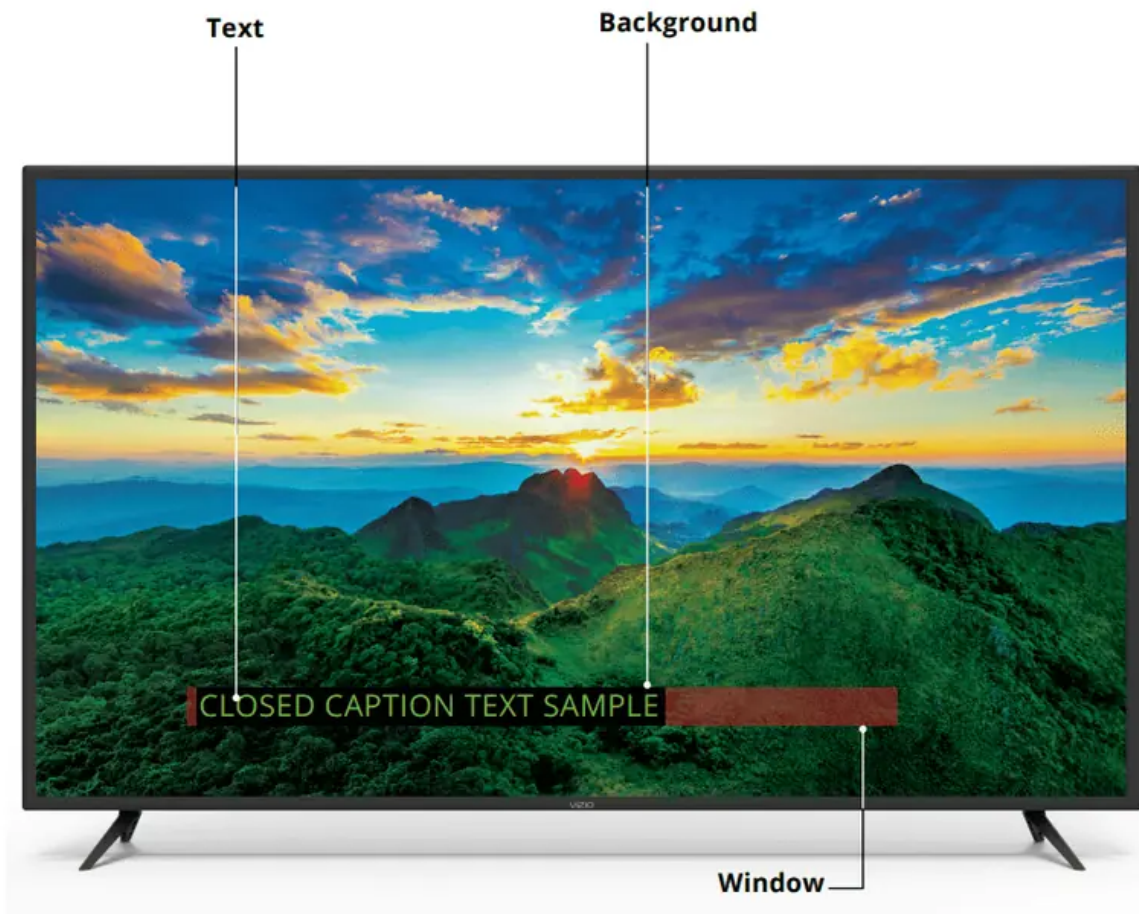 Text
Background
CLOSED CAPTION TEXT SAMPLE
VIZIO
Window